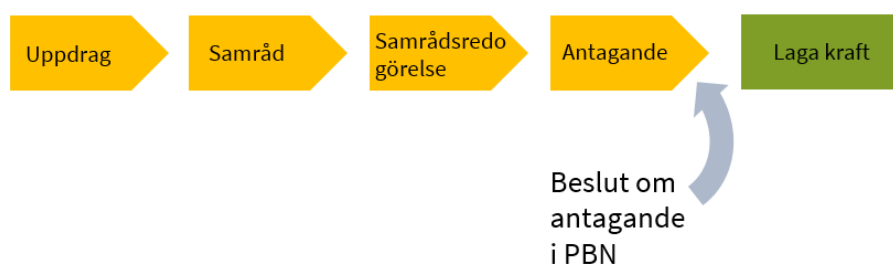 Uppdrag
Samråd
Samrådsredo
görelse
Antagande
Laga kraft
Beslut om
antagande
i PBN